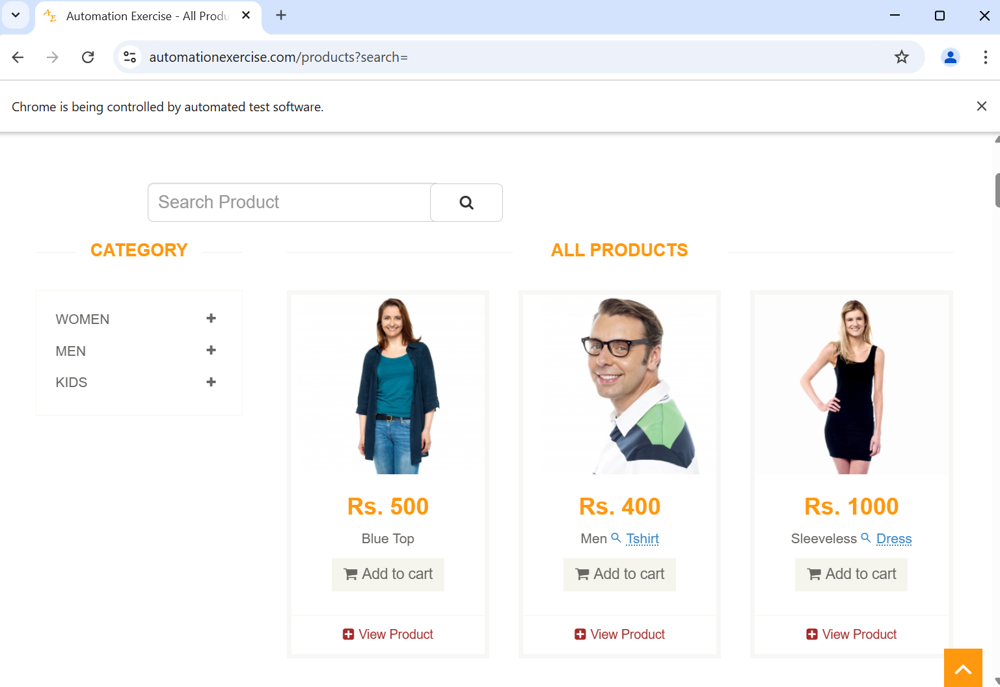 Automation Exercise - All Produ
automationexercise.com/products?search=
Chrome is being controlled by automated test software.
Search Product
CATEGORY
ALL PRODUCTS
WOMEN
MEN
KIDS
Rs. 500
Blue Top
Add to cart
View Product
Rs. 400
Men Tshirt
Add to cart
View Product
Rs. 1000
Sleeveless Dress
Add to cart
View Product